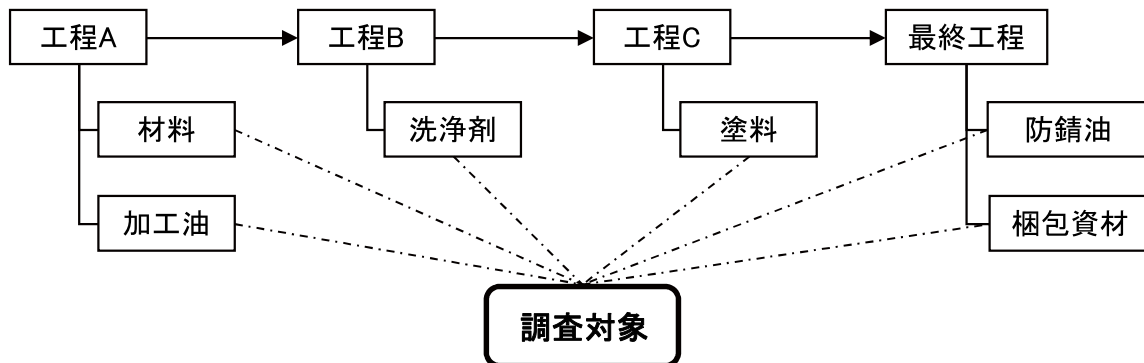 工程A
工程B
工程C
最終工程
材料
洗浄剤
塗料
防錆油
加工油
梱包資材
調査対象